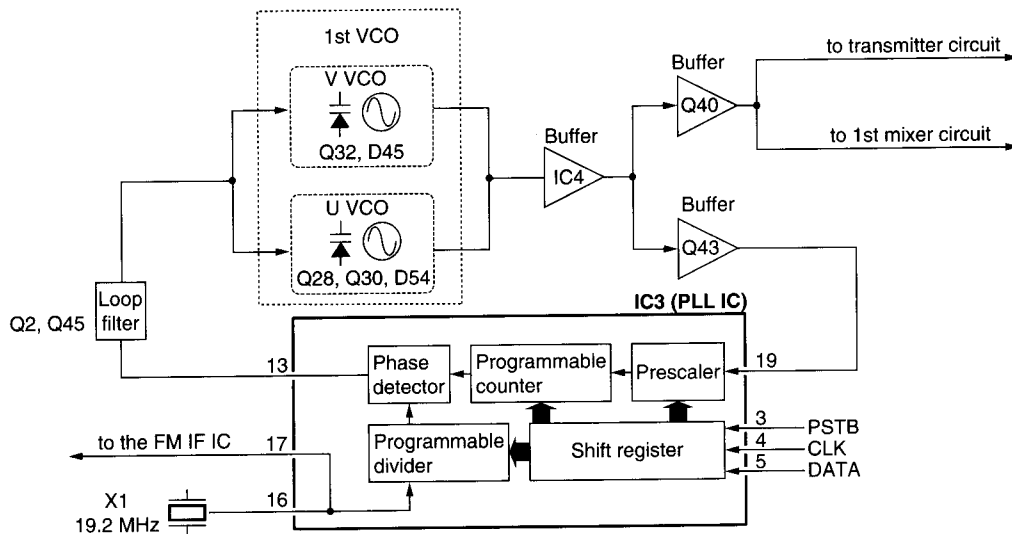 1st VCO
V VCO
Q32, D45
U VCO
Q28, Q30, D54
Buffer
IC4
Buffer
Q40
to transmitter circuit
to 1st mixer circuit
Buffer
Q43
Loop
filter
Q2, Q45
IC3 (PLL IC)
13
Phase
detector
Programmable
counter
Prescaler
19
Programmable
divider
Shift register
3
PSTB
4
CLK
5
DATA
to the FM IF IC
17
16
X1
19.2 MHz